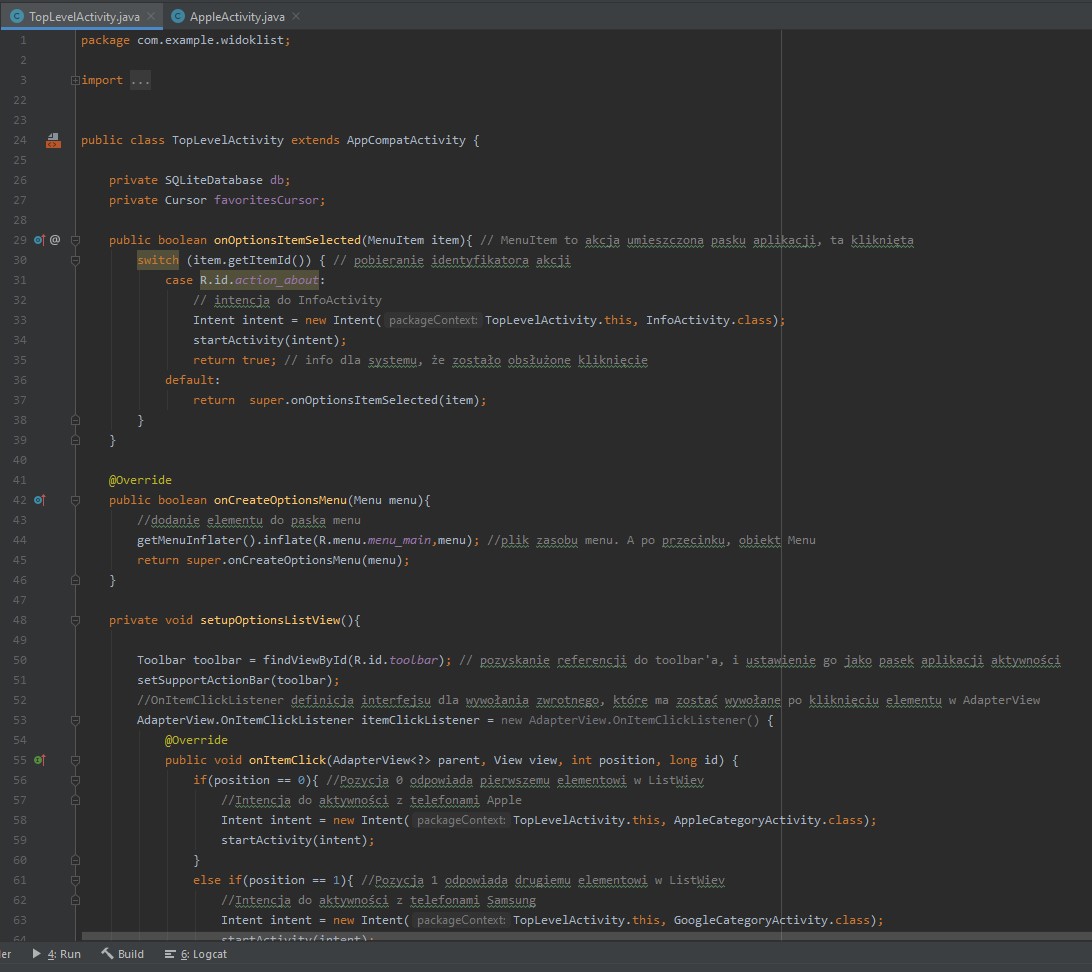 TopLevelActivity.java
AppleActivity.java
1 package com.example.widoklist;
2
3 import ...
22
23
24 public class TopLevelActivity extends AppCompatActivity {
25
26 private SQLiteDatabase db;
27 private Cursor favoritesCursor;
28
29 public boolean onOptionsItemSelected(MenuItem item){ // MenuItem to akcja umieszczona pasku aplikacji, ta kliknięta
30 switch (item.getItemId()) { // pobieranie identyfikatora akcji
31 case R.id.action_about:
32 // intencja do InfoActivity
33 Intent intent = new Intent( packageContext: TopLevelActivity.this, InfoActivity.class);
34 startActivity(intent);
35 return true; // info dla systemu, że zostało obsłużone kliknięcie
36 default:
37 return  super.onOptionsItemSelected(item);
38 }
39 }
40
41 @Override
42 public boolean onCreateOptionsMenu(Menu menu){
43 //dodanie elementu do paska menu
44 getMenuInflater().inflate(R.menu.menu_main,menu); //plik zasobu menu. A po przecinku, obiekt Menu
45 return super.onCreateOptionsMenu(menu);
46 }
47
48 private void setupOptionsListView(){
49
50 Toolbar toolbar = findViewById(R.id.toolbar); // pozyskanie referencji do toolbar'a, i ustawienie go jako pasek aplikacji aktywności
51 setSupportActionBar(toolbar);
52 //OnItemClickListener definicja interfejsu dla wywołania zwrotnego, które ma zostać wywołane po kliknięciu elementu w AdapterView
53 AdapterView.OnItemClickListener itemClickListener = new AdapterView.OnItemClickListener() {
54 @Override
55 public void onItemClick(AdapterView<?> parent, View view, int position, long id) {
56 if(position == 0){ //Pozycja 0 odpowiada pierwszemu elementowi w ListWiev
57 //Intencja do aktywności z telefonami Apple
58 Intent intent = new Intent( packageContext: TopLevelActivity.this, AppleCategoryActivity.class);
59 startActivity(intent);
60 }
61 else if(position == 1){ //Pozycja 1 odpowiada drugiemu elementowi w ListWiev
62 //Intencja do aktywności z telefonami Samsung
63 Intent intent = new Intent( packageContext: TopLevelActivity.this, GoogleCategoryActivity.class);
64 startActivity(intent);
ler 4: Run Build 6: Logcat